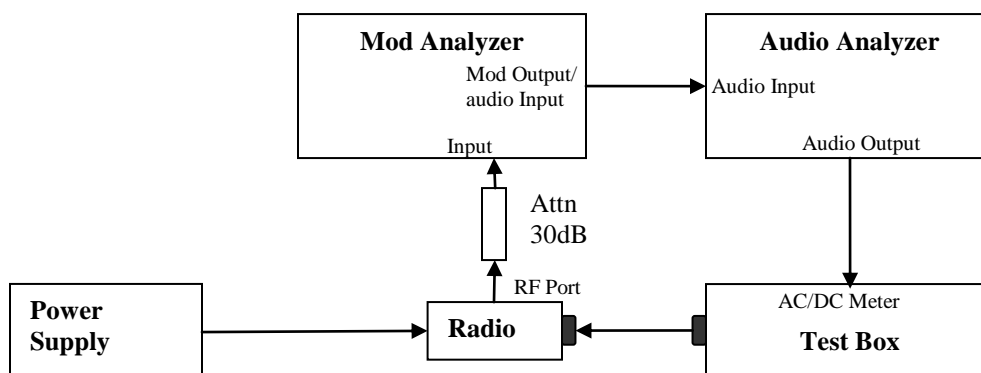 Mod Analyzer
Mod Output/
audio Input
Input
Audio Analyzer
Audio Input
Audio Output
Attn
30dB
RF Port
Power
Supply
Radio
AC/DC Meter
Test Box